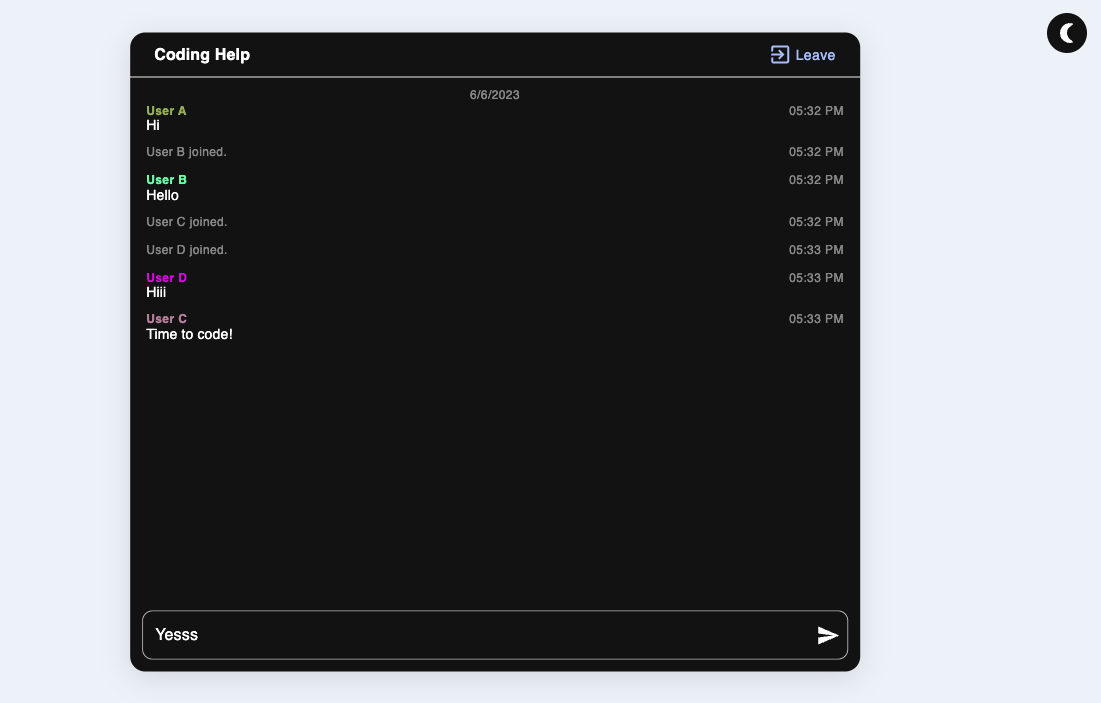 Coding Help
Leave
6/6/2023
User A 05:32 PM
Hi
User B joined. 05:32 PM
User B 05:32 PM
Hello
User C joined. 05:32 PM
User D joined. 05:33 PM
User D 05:33 PM
Hiii
User C 05:33 PM
Time to code!
Yesss